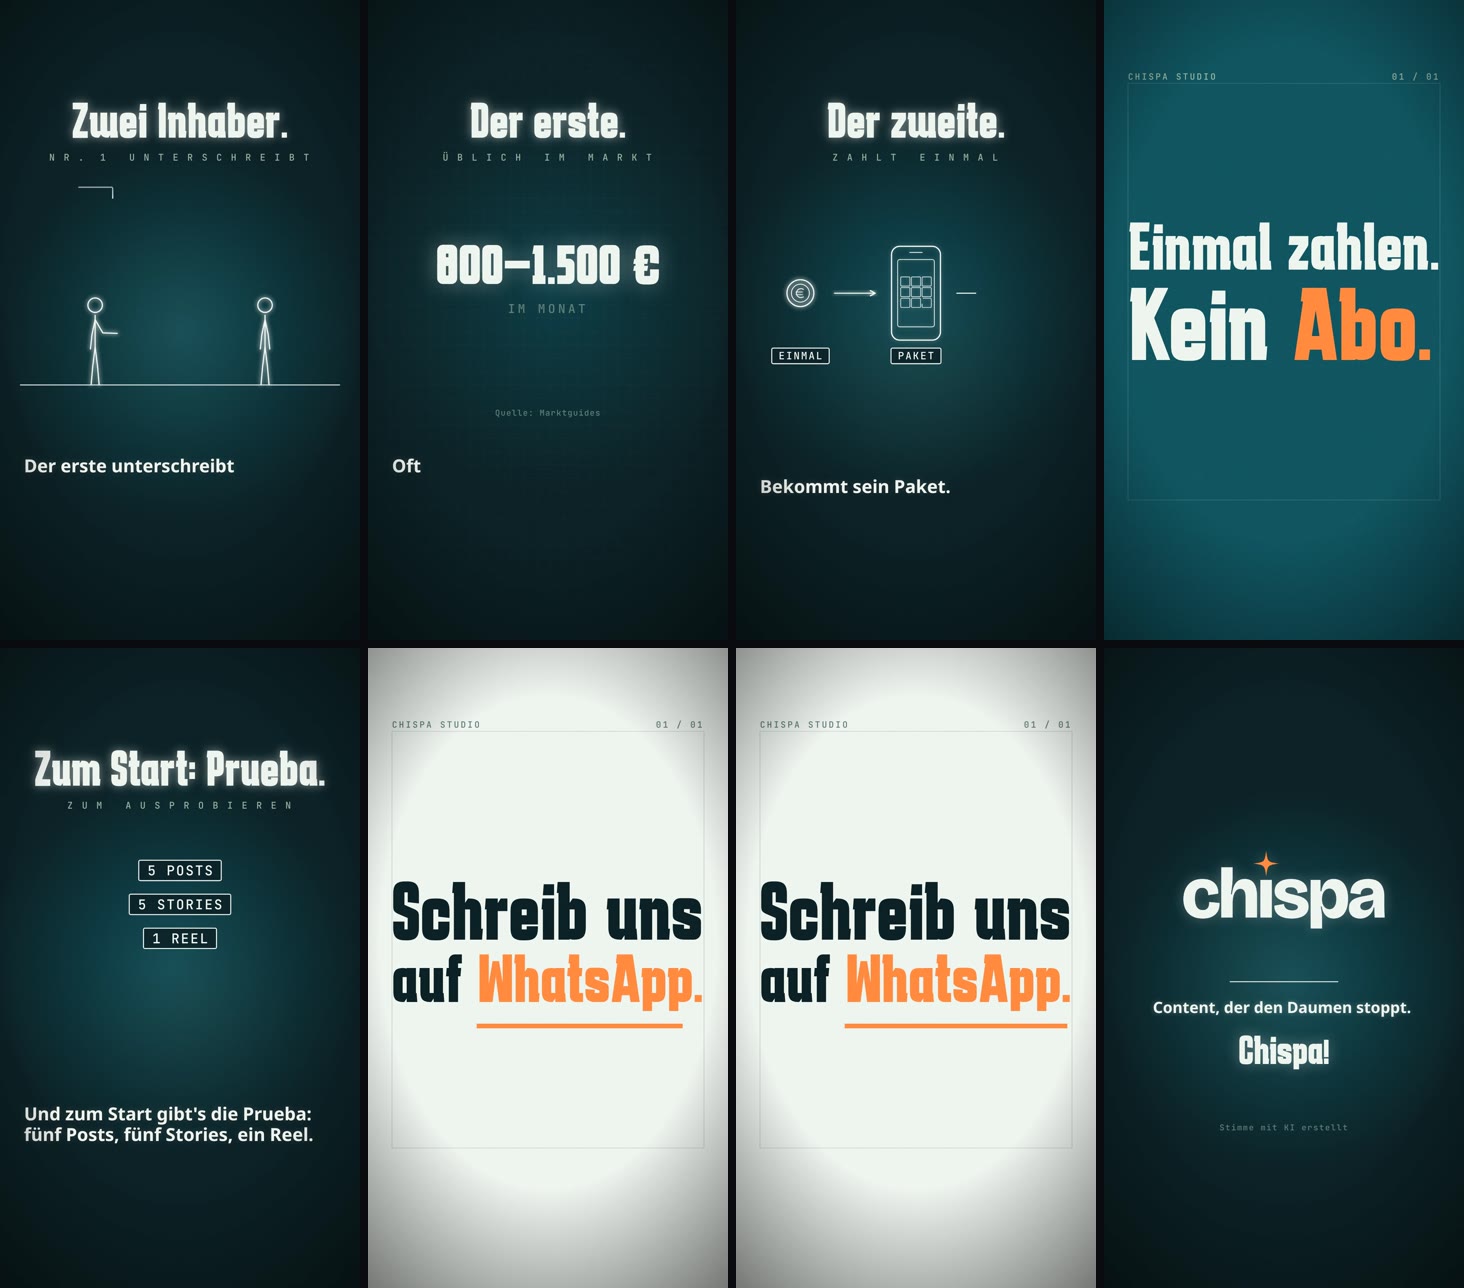 Zwei Inhaber.
NR. 1 UNTERSCHREIBT
Der erste unterschreibt
Der erste.
ÜBLICH IM MARKT
800–1.500 €
IM MONAT
Quelle: Marktguides
Oft
Der zweite.
ZAHLT EINMAL
€
EINMAL
PAKET
Bekommt sein Paket.
CHISPA STUDIO
01 / 01
Einmal zahlen.
Kein Abo.
Zum Start: Prueba.
ZUM AUSPROBIEREN
5 POSTS
5 STORIES
1 REEL
Und zum Start gibt's die Prueba:
fünf Posts, fünf Stories, ein Reel.
CHISPA STUDIO
01 / 01
Schreib uns
auf WhatsApp.
CHISPA STUDIO
01 / 01
Schreib uns
auf WhatsApp.
chispa
Content, der den Daumen stoppt.
Chispa!
Stimme mit KI erstellt